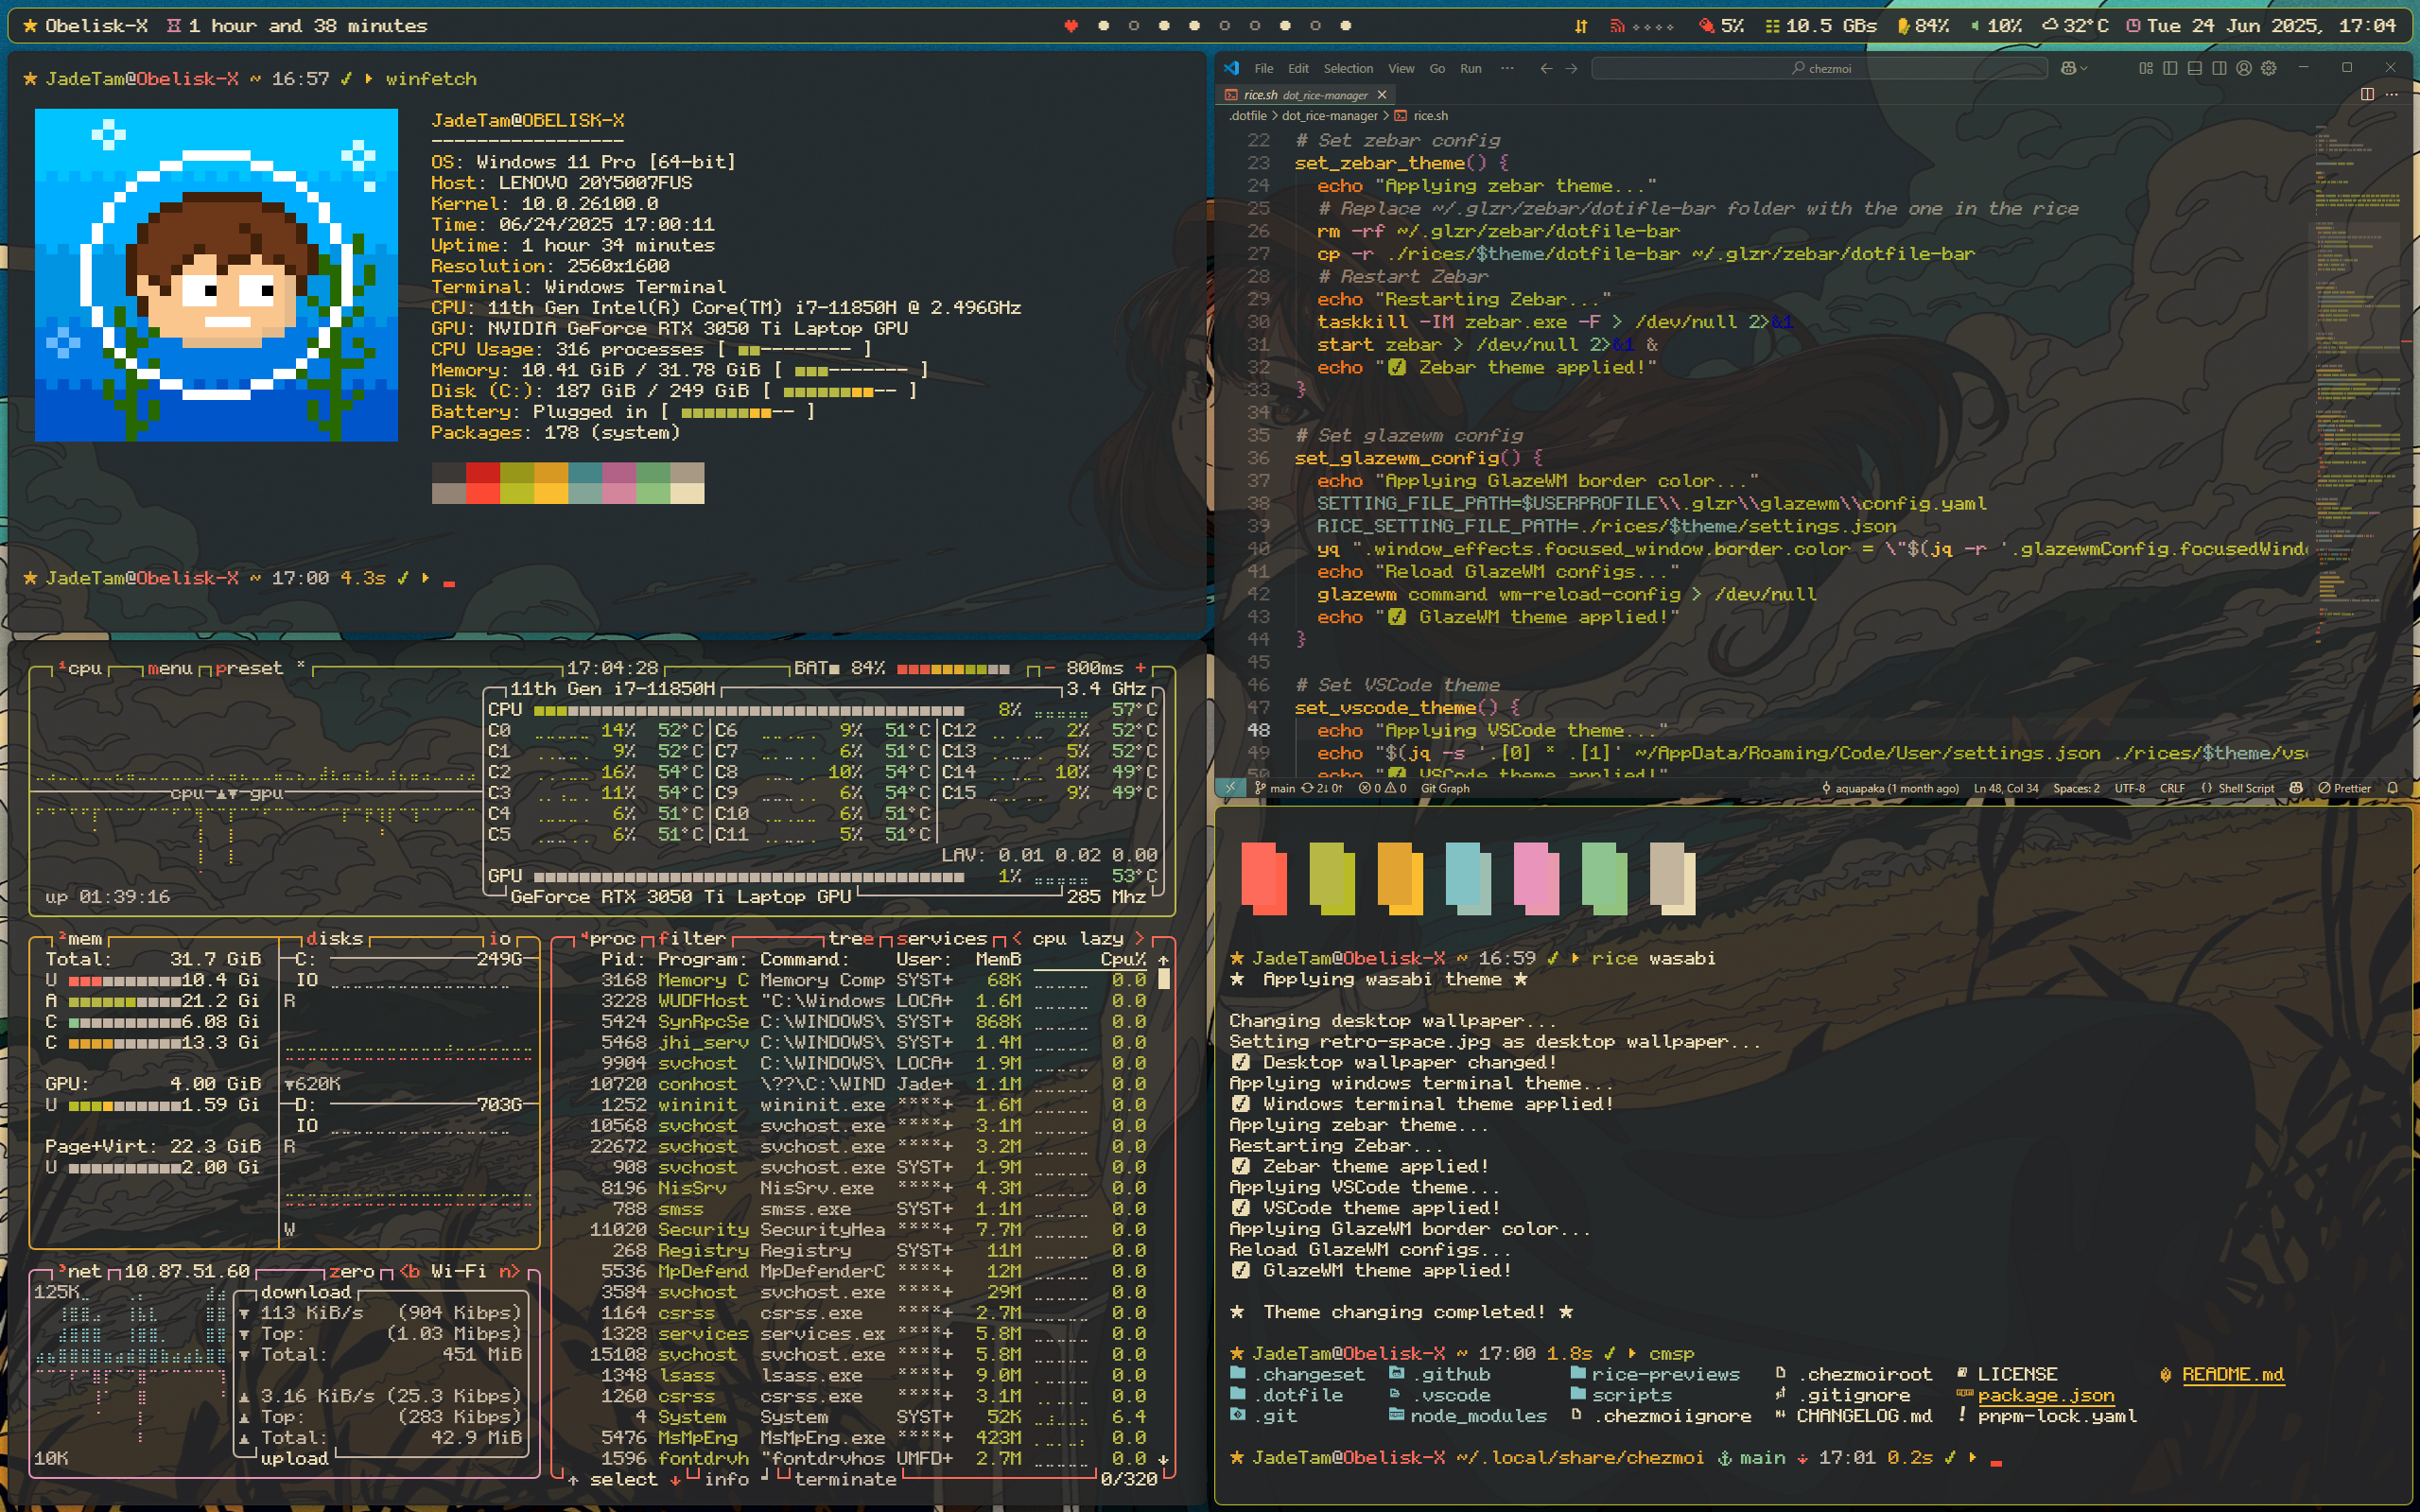 ★ Obelisk-X 1 hour and 38 minutes
5% 10.5 GBs 84% 10% 32°C Tue 24 Jun 2025, 17:04
★ JadeTam@Obelisk-X ~ 16:57 ✓ winfetch
JadeTam@OBELISK-X
-----------------
OS: Windows 11 Pro [64-bit]
Host: LENOVO 20Y5007FUS
Kernel: 10.0.26100.0
Time: 06/24/2025 17:00:11
Uptime: 1 hour 34 minutes
Resolution: 2560x1600
Terminal: Windows Terminal
CPU: 11th Gen Intel(R) Core(TM) i7-11850H @ 2.496GHz
GPU: NVIDIA GeForce RTX 3050 Ti Laptop GPU
CPU Usage: 316 processes [ ■■-------- ]
Memory: 10.41 GiB / 31.78 GiB [ ■■■------- ]
Disk (C:): 187 GiB / 249 GiB [ ■■■■■■■■-- ]
Battery: Plugged in [ ■■■■■■■■-- ]
Packages: 178 (system)
★ JadeTam@Obelisk-X ~ 17:00 4.3s ✓
File Edit Selection View Go Run ··· ← → chezmoi
rice.sh dot_rice-manager
.dotfile > dot_rice-manager > rice.sh
22 # Set zebar config
23 set_zebar_theme() {
24 echo "Applying zebar theme..."
25 # Replace ~/.glzr/zebar/dotifle-bar folder with the one in the rice
26 rm -rf ~/.glzr/zebar/dotfile-bar
27 cp -r ./rices/$theme/dotfile-bar ~/.glzr/zebar/dotfile-bar
28 # Restart Zebar
29 echo "Restarting Zebar..."
30 taskkill -IM zebar.exe -F > /dev/null 2>&1
31 start zebar > /dev/null 2>&1 &
32 echo "✅ Zebar theme applied!"
33 }
34
35 # Set glazewm config
36 set_glazewm_config() {
37 echo "Applying GlazeWM border color..."
38 SETTING_FILE_PATH=$USERPROFILE\\.glzr\\glazewm\\config.yaml
39 RICE_SETTING_FILE_PATH=./rices/$theme/settings.json
40 yq ".window_effects.focused_window.border.color = \"$(jq -r '.glazewmConfig.focusedWind
41 echo "Reload GlazeWM configs..."
42 glazewm command wm-reload-config > /dev/null
43 echo "✅ GlazeWM theme applied!"
44 }
45
46 # Set VSCode theme
47 set_vscode_theme() {
48 echo "Applying VSCode theme..."
49 echo "$(jq -s '.[0] * .[1]' ~/AppData/Roaming/Code/User/settings.json ./rices/$theme/vs
50 echo "✅ VSCode theme applied!"
main 2↓ 0↑ 0 0 Git Graph aquapaka (1 month ago) Ln 48, Col 34 Spaces: 2 UTF-8 CRLF {} Shell Script Prettier
¹cpu menu preset * 17:04:28 BAT■ 84% - 800ms +
11th Gen i7-11850H 3.4 GHz
CPU 8% 57°C
C0 14% 52°C C6 9% 51°C C12 2% 52°C
C1 9% 52°C C7 6% 51°C C13 5% 52°C
C2 16% 54°C C8 10% 54°C C14 10% 49°C
cpu ▲▼ gpu C3 11% 54°C C9 6% 54°C C15 9% 49°C
C4 6% 51°C C10 6% 51°C
C5 6% 51°C C11 5% 51°C
LAV: 0.01 0.02 0.00
GPU 1% 53°C
up 01:39:16 GeForce RTX 3050 Ti Laptop GPU 285 Mhz
²mem disks io
Total: 31.7 GiB C: 249G
U 10.4 Gi IO
A 21.2 Gi R
C 6.08 Gi
C 13.3 Gi
GPU: 4.00 GiB ▼620K
U 1.59 Gi D: 703G
IO
Page+Virt: 22.3 GiB R
U 2.00 Gi
W
³net 10.87.51.60 zero <b Wi-Fi n>
125K download
▼ 113 KiB/s (904 Kibps)
▼ Top: (1.03 Mibps)
▼ Total: 451 MiB
▲ 3.16 KiB/s (25.3 Kibps)
▲ Top: (283 Kibps)
▲ Total: 42.9 MiB
10K upload
⁴proc filter tree services < cpu lazy >
Pid: Program: Command: User: MemB Cpu% ↑
3168 Memory C Memory Comp SYST+ 68K 0.0
3228 WUDFHost "C:\Windows LOCA+ 1.6M 0.0
5424 SynRpcSe C:\WINDOWS\ SYST+ 868K 0.0
5468 jhi_serv C:\WINDOWS\ SYST+ 1.4M 0.0
9904 svchost C:\WINDOWS\ LOCA+ 1.9M 0.0
10720 conhost \??\C:\WIND Jade+ 1.1M 0.0
1252 wininit wininit.exe ****+ 1.6M 0.0
10568 svchost svchost.exe ****+ 3.1M 0.0
22672 svchost svchost.exe ****+ 3.2M 0.0
908 svchost svchost.exe SYST+ 1.9M 0.0
8196 NisSrv NisSrv.exe ****+ 4.3M 0.0
788 smss smss.exe SYST+ 1.1M 0.0
11020 Security SecurityHea ****+ 7.7M 0.0
268 Registry Registry SYST+ 11M 0.0
5536 MpDefend MpDefenderC ****+ 12M 0.0
3584 svchost svchost.exe ****+ 29M 0.0
1164 csrss csrss.exe ****+ 2.7M 0.0
1328 services services.ex ****+ 5.8M 0.0
15108 svchost svchost.exe ****+ 5.8M 0.0
1348 lsass lsass.exe ****+ 9.0M 0.0
1260 csrss csrss.exe ****+ 3.1M 0.0
4 System System SYST+ 52K 6.4
5476 MsMpEng MsMpEng.exe ****+ 423M 0.0
1596 fontdrvh "fontdrvhos UMFD+ 2.7M 0.0 ↓
↑ select ↓ info ┘ terminate 0/320
★ JadeTam@Obelisk-X ~ 16:59 ✓ rice wasabi
★ Applying wasabi theme ★
Changing desktop wallpaper...
Setting retro-space.jpg as desktop wallpaper...
✅ Desktop wallpaper changed!
Applying windows terminal theme...
✅ Windows terminal theme applied!
Applying zebar theme...
Restarting Zebar...
✅ Zebar theme applied!
Applying VSCode theme...
✅ VSCode theme applied!
Applying GlazeWM border color...
Reload GlazeWM configs...
✅ GlazeWM theme applied!
★ Theme changing completed! ★
★ JadeTam@Obelisk-X ~ 17:00 1.8s ✓ cmsp
.changeset .github rice-previews .chezmoiroot LICENSE README.md
.dotfile .vscode scripts .gitignore package.json
.git node_modules .chezmoiignore CHANGELOG.md pnpm-lock.yaml
★ JadeTam@Obelisk-X ~/.local/share/chezmoi main 17:01 0.2s ✓